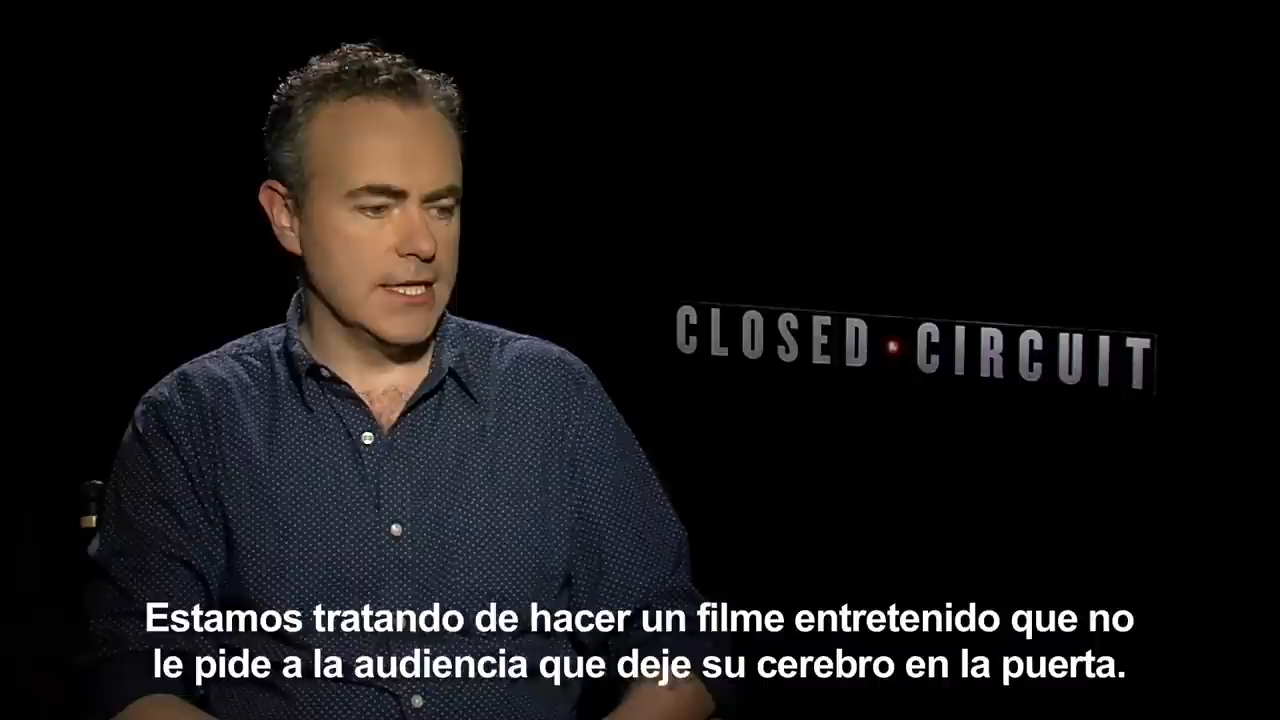 CLOSED CIRCUIT
Estamos tratando de hacer un filme entretenido que no
le pide a la audiencia que deje su cerebro en la puerta.